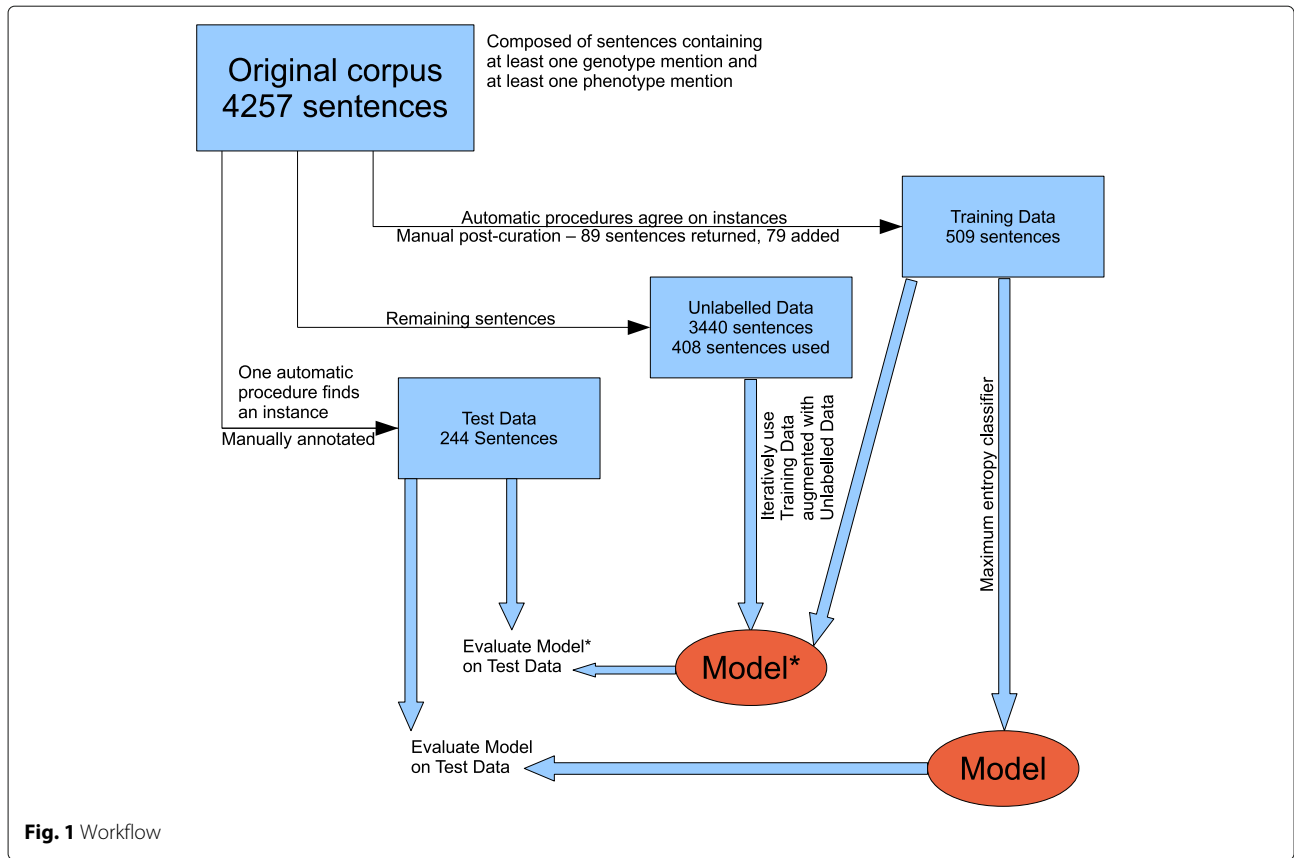 Original corpus
4257 sentences
Composed of sentences containing
at least one genotype mention and
at least one phenotype mention
Automatic procedures agree on instances
Manual post-curation – 89 sentences returned, 79 added
Training Data
509 sentences
Remaining sentences
Unlabelled Data
3440 sentences
408 sentences used
One automatic
procedure finds
an instance
Manually annotated
Test Data
244 Sentences
Iteratively use
Training Data
augmented with
Unlabelled Data
Maximum entropy classifier
Evaluate Model*
on Test Data
Model*
Evaluate Model
on Test Data
Model
Fig. 1 Workflow